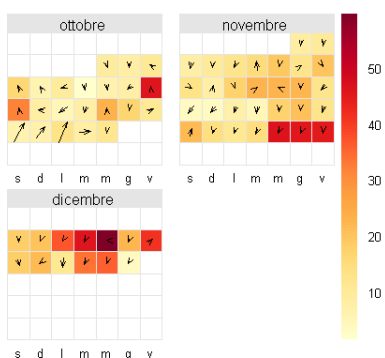 ottobre
novembre
s d l m m g v
s d l m m g v
dicembre
s d l m m g v
50
40
30
20
10